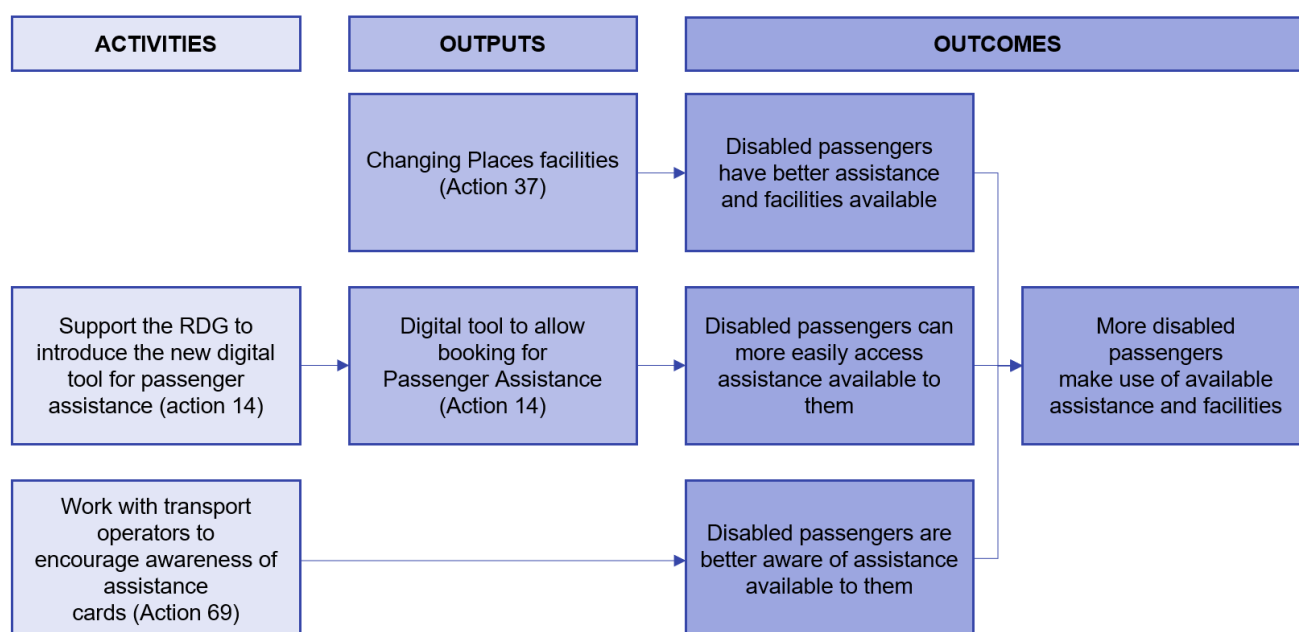 ACTIVITIES
OUTPUTS
OUTCOMES
Changing Places facilities
(Action 37)
Disabled passengers
have better assistance
and facilities available
Support the RDG to
introduce the new digital
tool for passenger
assistance (action 14)
Digital tool to allow
booking for
Passenger Assistance
(Action 14)
Disabled passengers can
more easily access
assistance available to
them
More disabled
passengers
make use of available
assistance and facilities
Work with transport
operators to
encourage awareness of
assistance
cards (Action 69)
Disabled passengers are
better aware of assistance
available to them